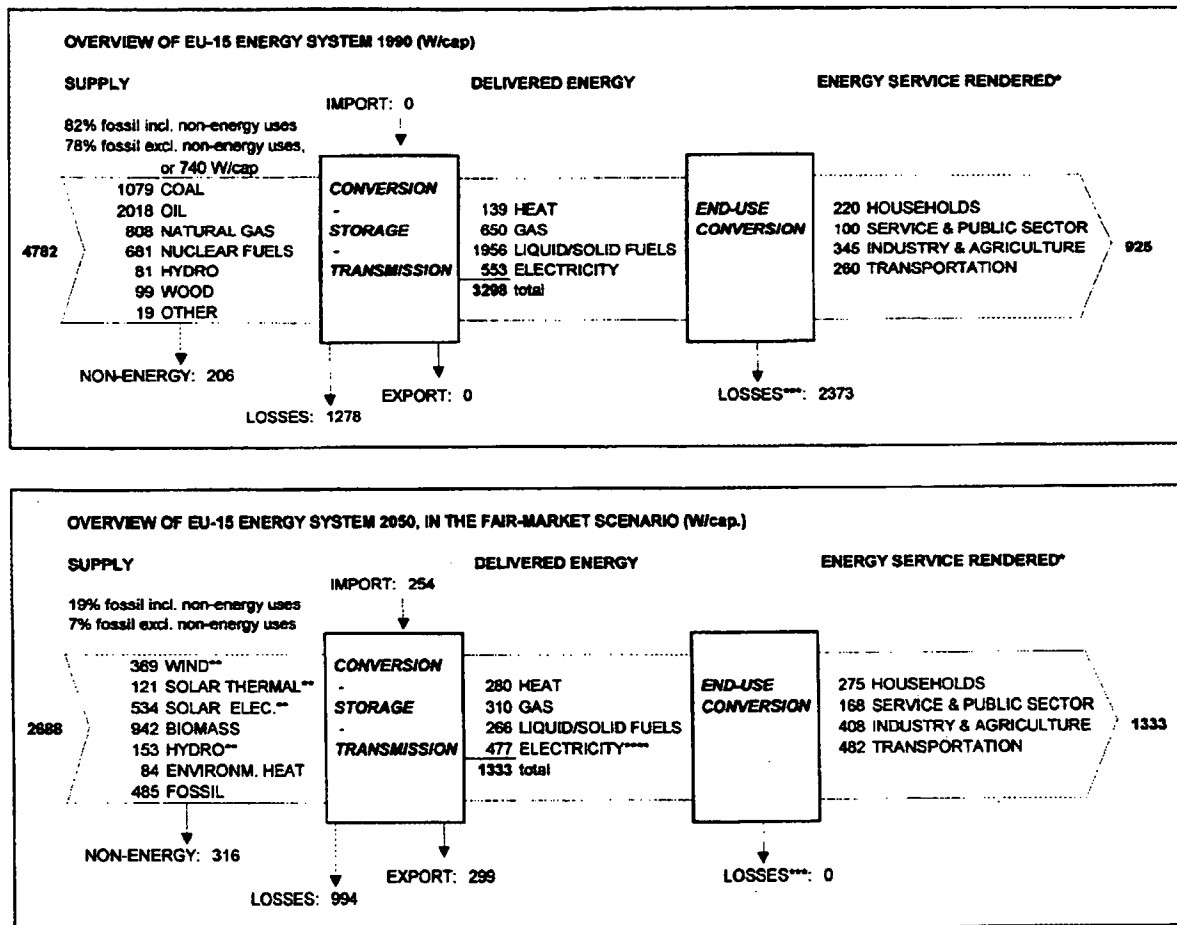 OVERVIEW OF EU-15 ENERGY SYSTEM 1990 (W/cap)
SUPPLY
DELIVERED ENERGY
ENERGY SERVICE RENDERED*
IMPORT: 0
82% fossil incl. non-energy uses
78% fossil excl. non-energy uses,
or 740 W/cap
4782
1079 COAL
2018 OIL
808 NATURAL GAS
681 NUCLEAR FUELS
81 HYDRO
99 WOOD
19 OTHER
CONVERSION
-
STORAGE
-
TRANSMISSION
139 HEAT
650 GAS
1956 LIQUID/SOLID FUELS
553 ELECTRICITY
3298 total
END-USE
CONVERSION
220 HOUSEHOLDS
100 SERVICE & PUBLIC SECTOR
345 INDUSTRY & AGRICULTURE
260 TRANSPORTATION
925
NON-ENERGY: 206
LOSSES: 1278
EXPORT: 0
LOSSES***: 2373
OVERVIEW OF EU-15 ENERGY SYSTEM 2050, IN THE FAIR-MARKET SCENARIO (W/cap.)
SUPPLY
DELIVERED ENERGY
ENERGY SERVICE RENDERED*
IMPORT: 254
19% fossil incl. non-energy uses
7% fossil excl. non-energy uses
2688
369 WIND**
121 SOLAR THERMAL**
534 SOLAR ELEC.**
942 BIOMASS
153 HYDRO**
84 ENVIRONM. HEAT
485 FOSSIL
CONVERSION
-
STORAGE
-
TRANSMISSION
280 HEAT
310 GAS
266 LIQUID/SOLID FUELS
477 ELECTRICITY****
1333 total
END-USE
CONVERSION
275 HOUSEHOLDS
168 SERVICE & PUBLIC SECTOR
408 INDUSTRY & AGRICULTURE
482 TRANSPORTATION
1333
NON-ENERGY: 316
LOSSES: 994
EXPORT: 299
LOSSES***: 0